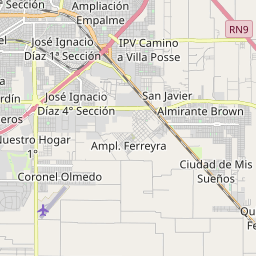 Ampliación
Empalme
Sección
RN9
José Ignacio
Díaz 1ª Sección
IPV Camino
a Villa Posse
José Ignacio
Díaz 4° Sección
San Javier
Almirante Brown
Nuestro Hogar
1°
Ampl. Ferreyra
Ciudad de Mis
Sueños
Coronel Olmedo